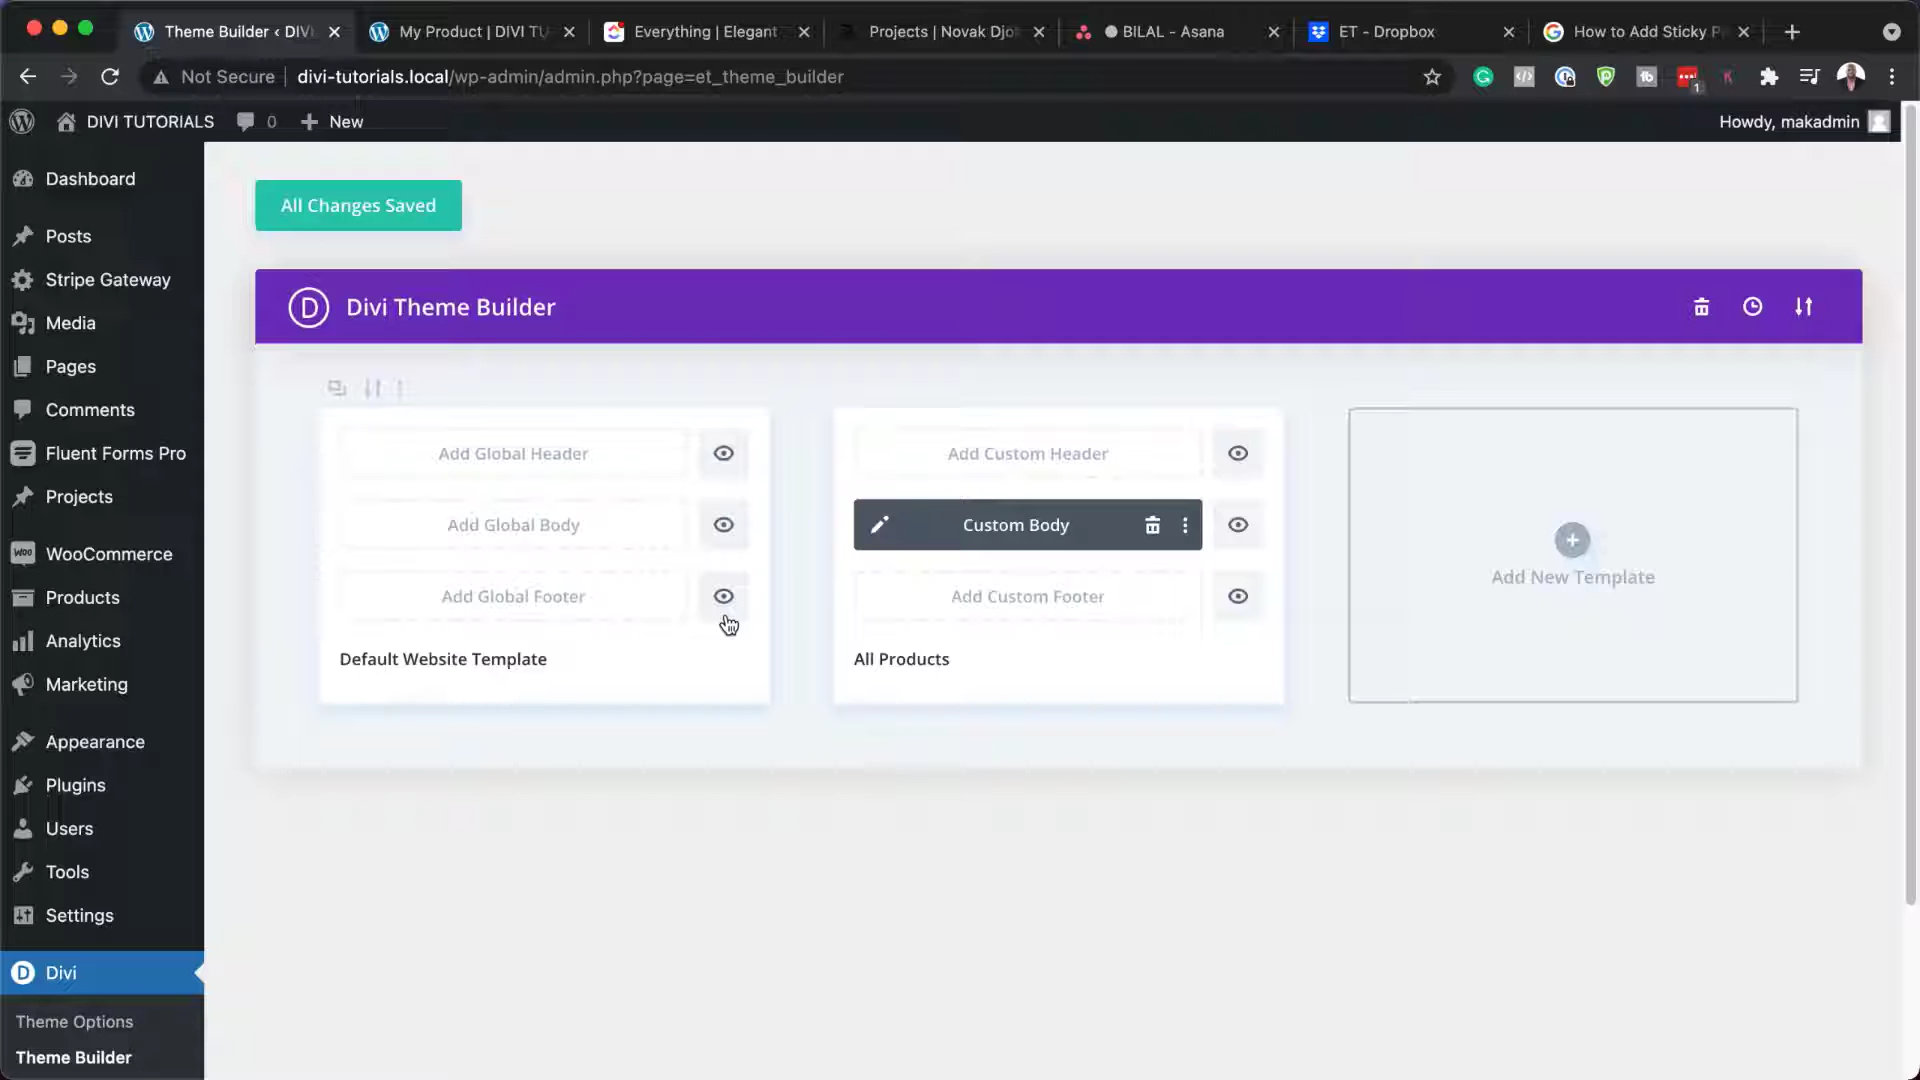 Theme Builder ‹ DIVI
My Product | DIVI TU
Everything | Elegant
Projects | Novak Djo
BILAL - Asana
ET - Dropbox
How to Add Sticky P
Not Secure
divi-tutorials.local/wp-admin/admin.php?page=et_theme_builder
1
DIVI TUTORIALS
0
New
Howdy, makadmin
Dashboard
Posts
Stripe Gateway
Media
Pages
Comments
Fluent Forms Pro
Projects
WooCommerce
Products
Analytics
Marketing
Appearance
Plugins
Users
Tools
Settings
D Divi
Theme Options
Theme Builder
All Changes Saved
D Divi Theme Builder
Add Global Header
Add Global Body
Add Global Footer
Default Website Template
Add Custom Header
Custom Body
Add Custom Footer
All Products
Add New Template